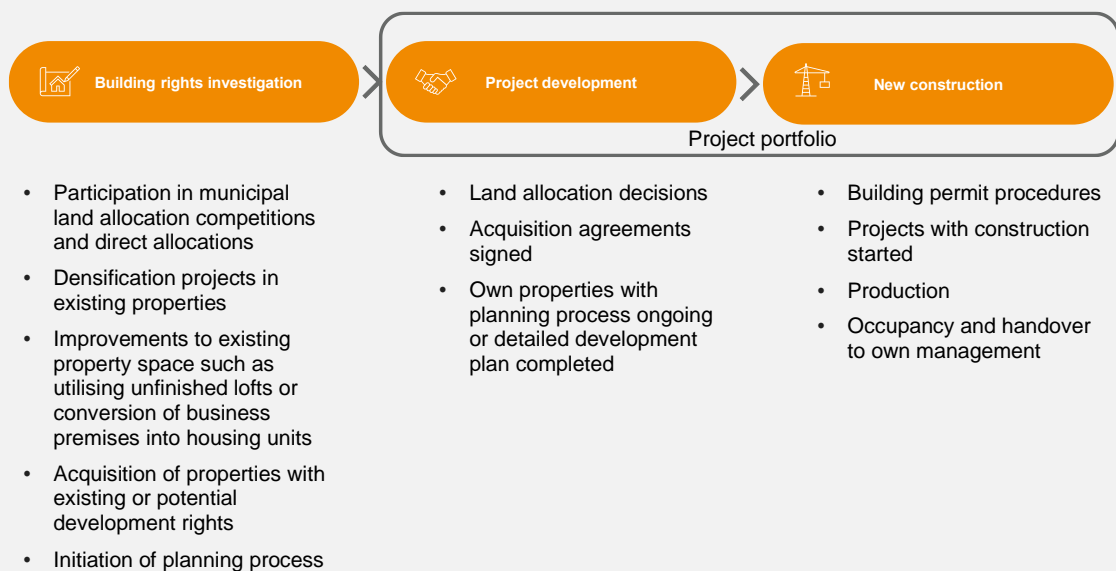 Building rights investigation
Project development
New construction
Project portfolio
• Participation in municipal
land allocation competitions
and direct allocations
• Densification projects in
existing properties
• Improvements to existing
property space such as
utilising unfinished lofts or
conversion of business
premises into housing units
• Acquisition of properties with
existing or potential
development rights
• Initiation of planning process
• Land allocation decisions
• Acquisition agreements
signed
• Own properties with
planning process ongoing
or detailed development
plan completed
• Building permit procedures
• Projects with construction
started
• Production
• Occupancy and handover
to own management